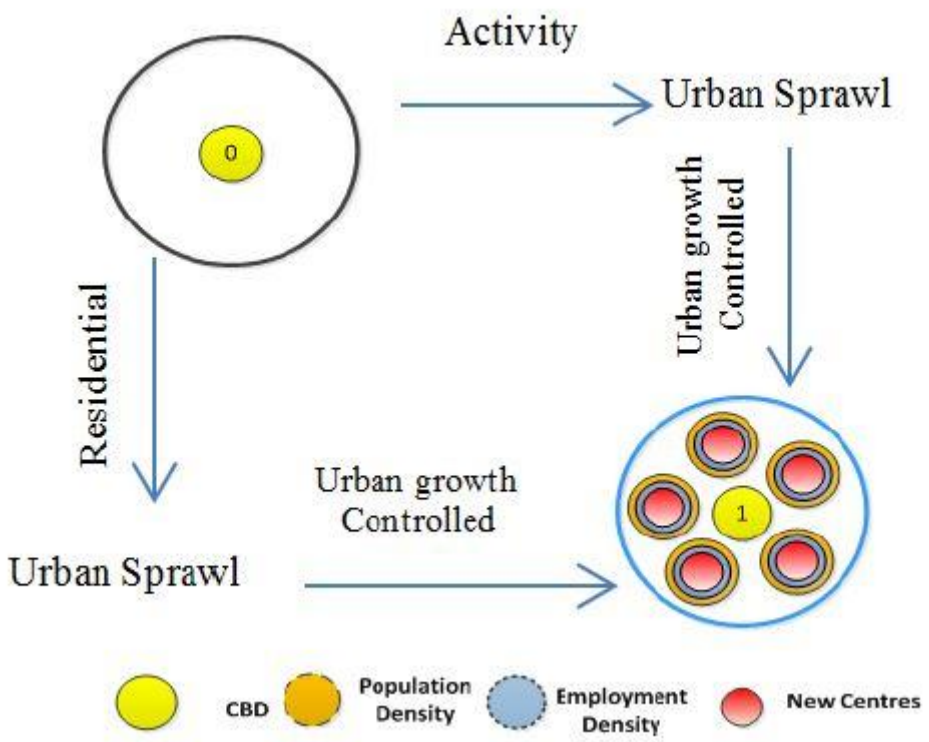 Activity
0
Urban Sprawl
Urban growth
Controlled
Residential
Urban growth
Controlled
1
Urban Sprawl
CBD
Population
Density
Employment
Density
New Centres